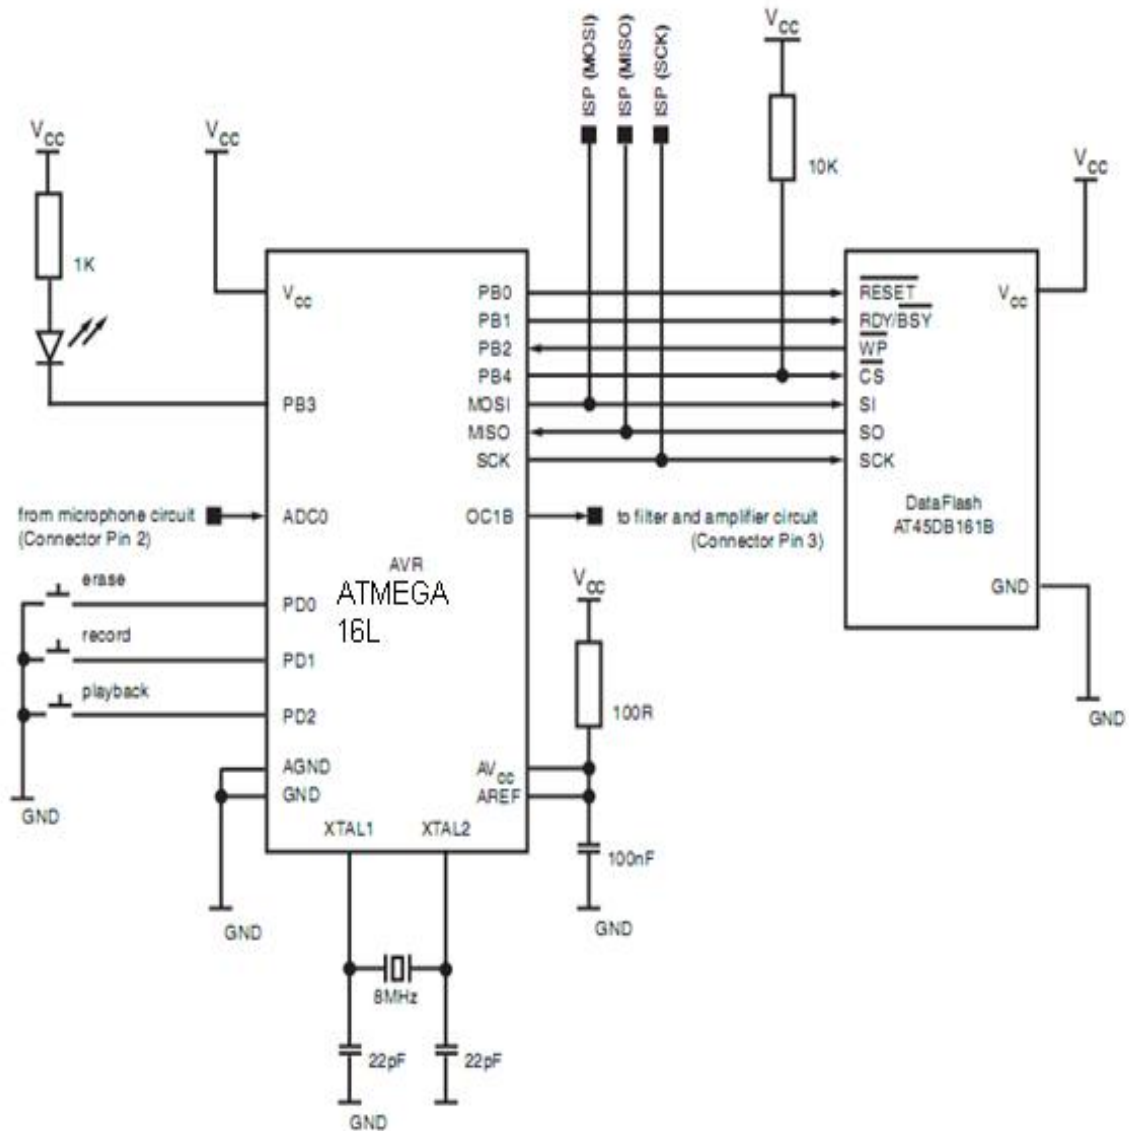 ISP (MOSI)
ISP (MISO)
ISP (SCK)
VCC
VCC
VCC
10K
VCC
1K
VCC
PB3
ADC0
PD0
PD1
PD2
AGND
GND
XTAL1
XTAL2
AVR
ATMEGA
16L
PB0
PB1
PB2
PB4
MOSI
MISO
SCK
OC1B
AVCC
AREF
RESET
RDY/BSY
WP
CS
SI
SO
SCK
VCC
DataFlash
AT45DB161B
GND
GND
from microphone circuit
(Connector Pin 2)
to filter and amplifier circuit
(Connector Pin 3)
erase
record
playback
GND
VCC
100R
100nF
GND
GND
8MHz
22pF
22pF
GND